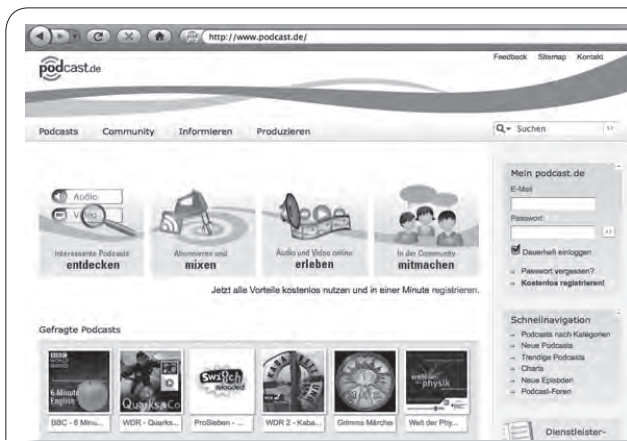 http://www.podcast.de/
podcast.de
Feedback Sitemap Kontakt
Podcasts Community Informieren Produzieren
Suchen
Audio
Video
Interessante Podcasts
entdecken
Abonnieren und
mixen
Audio und Video online
erleben
In der Community
mitmachen
Jetzt alle Vorteile kostenlos nutzen und in einer Minute registrieren.
Mein podcast.de
E-Mail
Passwort
Dauerhaft einloggen
Passwort vergessen?
Kostenlos registrieren!
Gefragte Podcasts
BBC
6 Minute
English
Quarks&Co
Switch
reloaded
KABARETT
WDR 2
welt der
physik
BBC - 6 Minu...
WDR - Quarks...
ProSieben - ...
WDR 2 - Kaba...
Grimms Märchen
Welt der Phy...
Schnellnavigation
Podcasts nach Kategorien
Neue Podcasts
Trendige Podcasts
Charts
Neue Episoden
Podcast-Foren
Dienstleister-